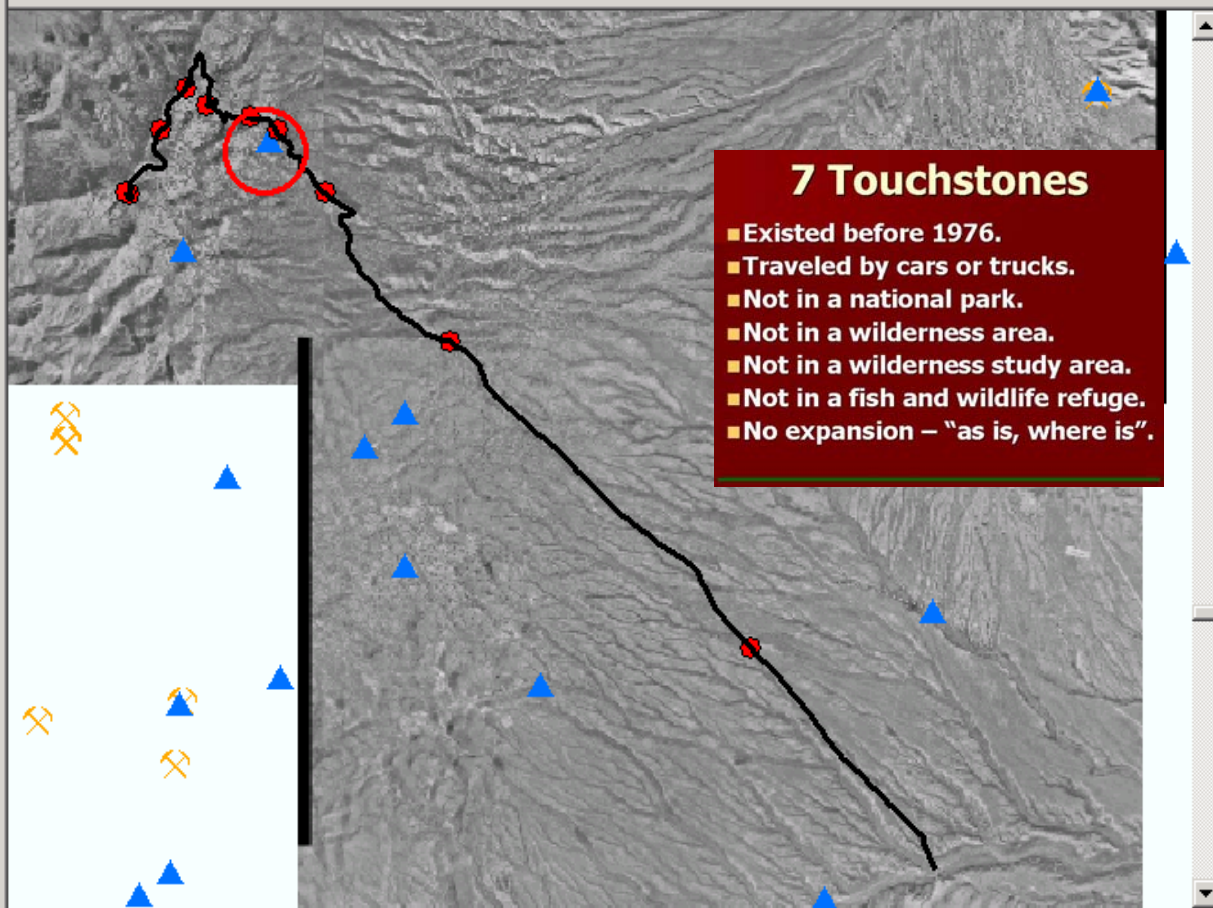 7 Touchstones
Existed before 1976.
Traveled by cars or trucks.
Not in a national park.
Not in a wilderness area.
Not in a wilderness study area.
Not in a fish and wildlife refuge.
No expansion – “as is, where is”.